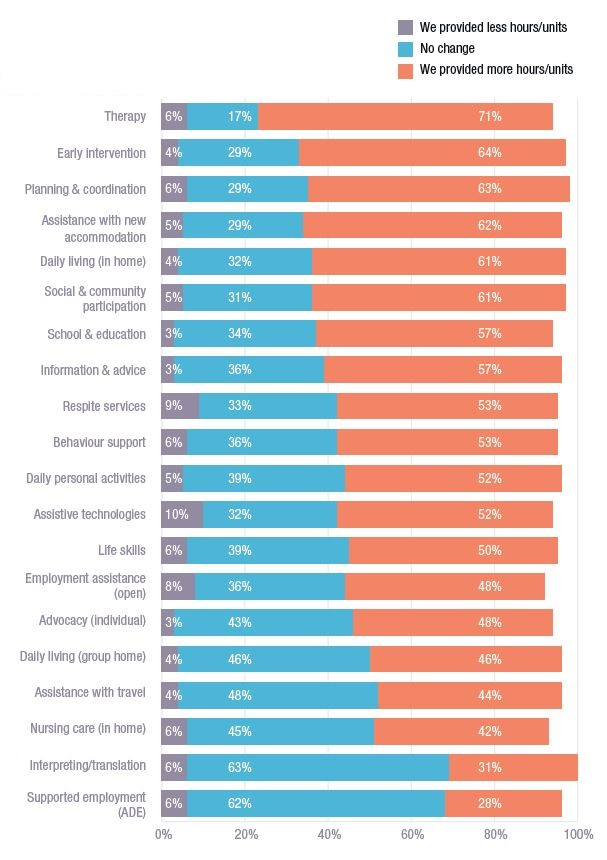 We provided less hours/units
No change
We provided more hours/units
Therapy 6% 17% 71%
Early intervention 4% 29% 64%
Planning & coordination 6% 29% 63%
Assistance with new
accommodation 5% 29% 62%
Daily living (in home) 4% 32% 61%
Social & community
participation 5% 31% 61%
School & education 3% 34% 57%
Information & advice 3% 36% 57%
Respite services 9% 33% 53%
Behaviour support 6% 36% 53%
Daily personal activities 5% 39% 52%
Assistive technologies 10% 32% 52%
Life skills 6% 39% 50%
Employment assistance
(open) 8% 36% 48%
Advocacy (individual) 3% 43% 48%
Daily living (group home) 4% 46% 46%
Assistance with travel 4% 48% 44%
Nursing care (in home) 6% 45% 42%
Interpreting/translation 6% 63% 31%
Supported employment
(ADE) 6% 62% 28%
0% 20% 40% 60% 80% 100%